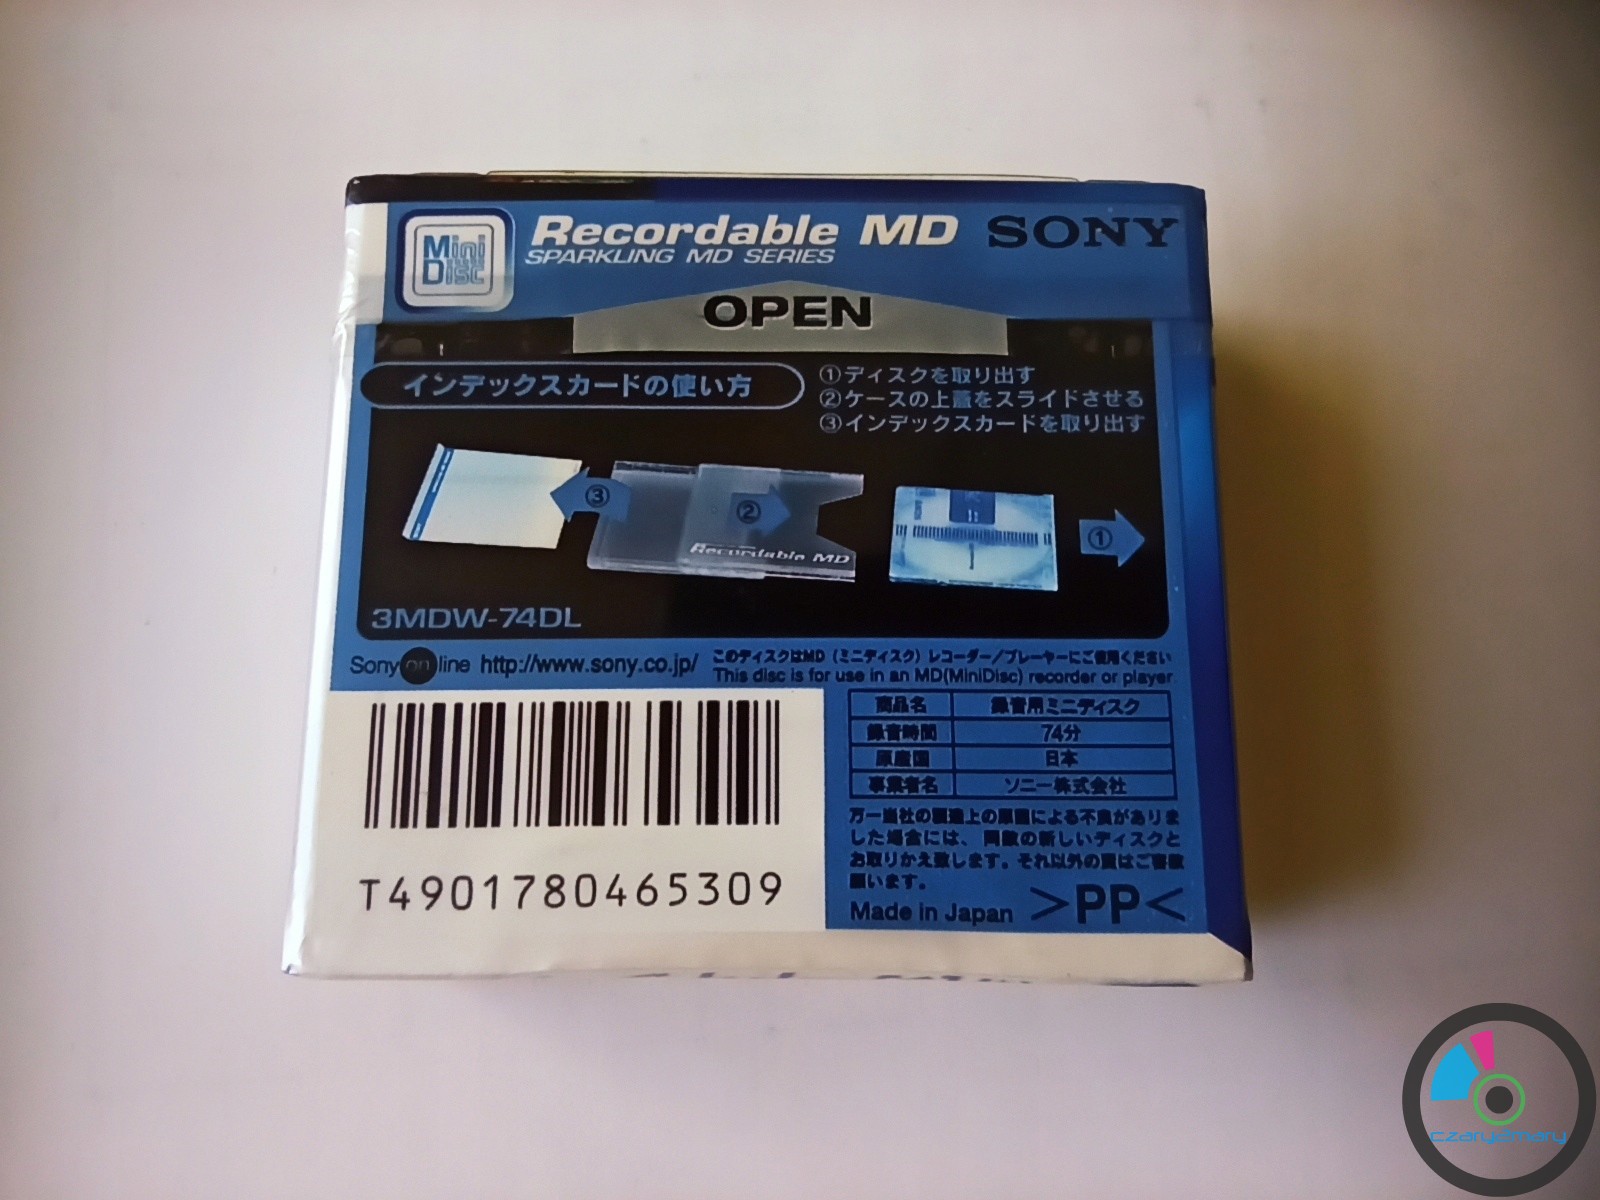 Mini Disc
Recordable MD SONY
SPARKLING MD SERIES
OPEN
インデックスカードの使い方
①ディスクを取り出す
②ケースの上蓋をスライドさせる
③インデックスカードを取り出す
③ ② ①
Recordable MD
3MDW-74DL
Sony on line http://www.sony.co.jp/
このディスクはMD（ミニディスク）レコーダー／プレーヤーにご使用ください
This disc is for use in an MD(MiniDisc) recorder or player.
商品名 録音用ミニディスク
録音時間 74分
原産国 日本
事業者名 ソニー株式会社
万一当社の製造上の原因による不良がありま
した場合には、同数の新しいディスクと
お取りかえ致します。それ以外の責はご容赦
願います。
Made in Japan >PP<
T4901780465309
czary2mary